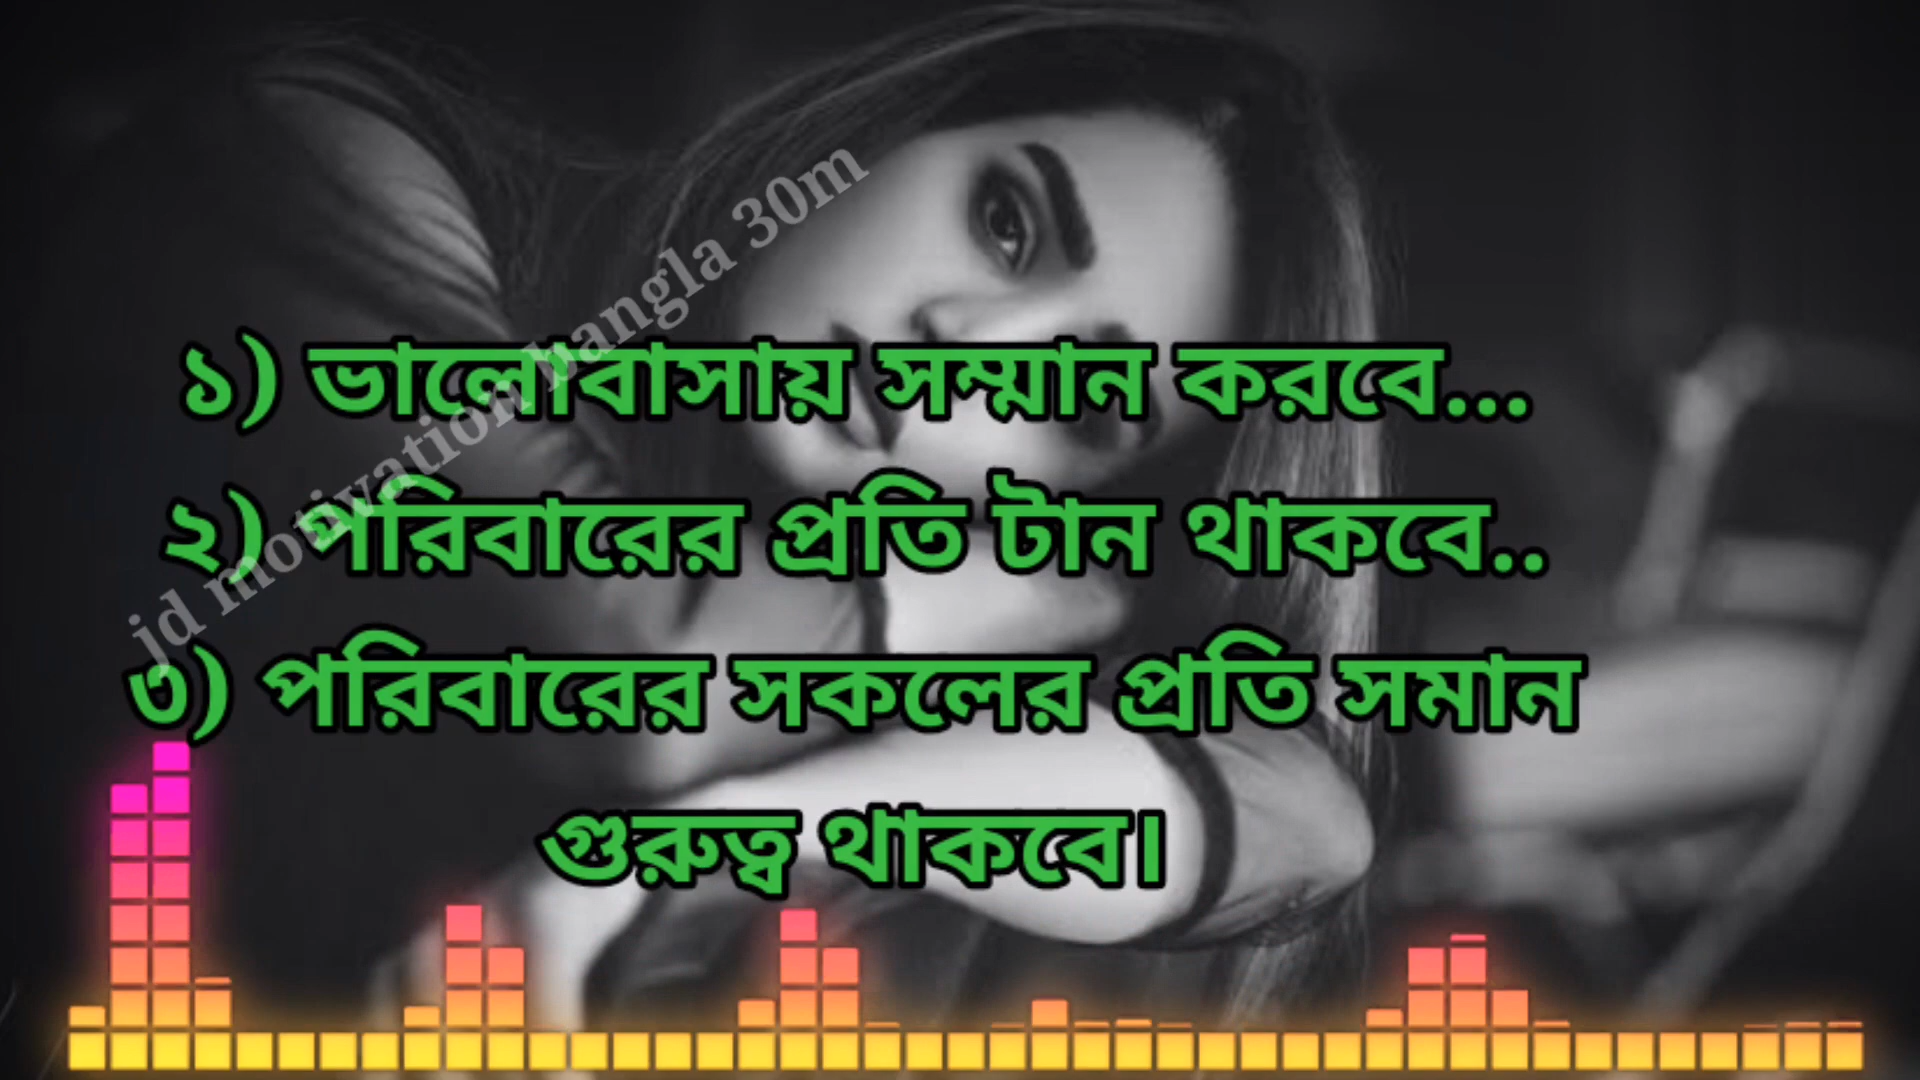 ১) ভালোবাসায় সম্মান করবে...
২) পরিবারের প্রতি টান থাকবে..
৩) পরিবারের সকলের প্রতি সমান
গুরুত্ব থাকবে।
jd motivation bangla 30m